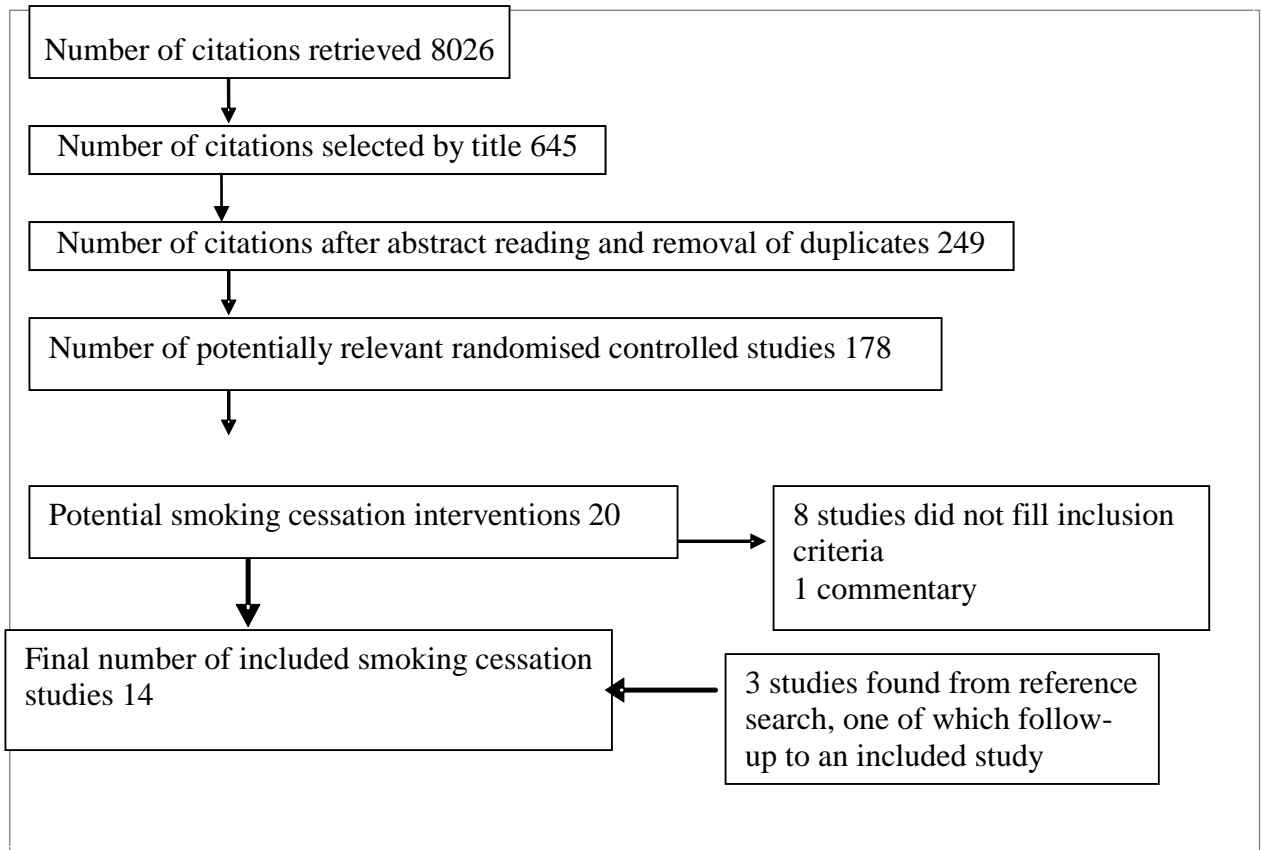 Number of citations retrieved 8026
Number of citations selected by title 645
Number of citations after abstract reading and removal of duplicates 249
Number of potentially relevant randomised controlled studies 178
Potential smoking cessation interventions 20
8 studies did not fill inclusion
criteria
1 commentary
Final number of included smoking cessation
studies 14
3 studies found from reference
search, one of which follow-
up to an included study